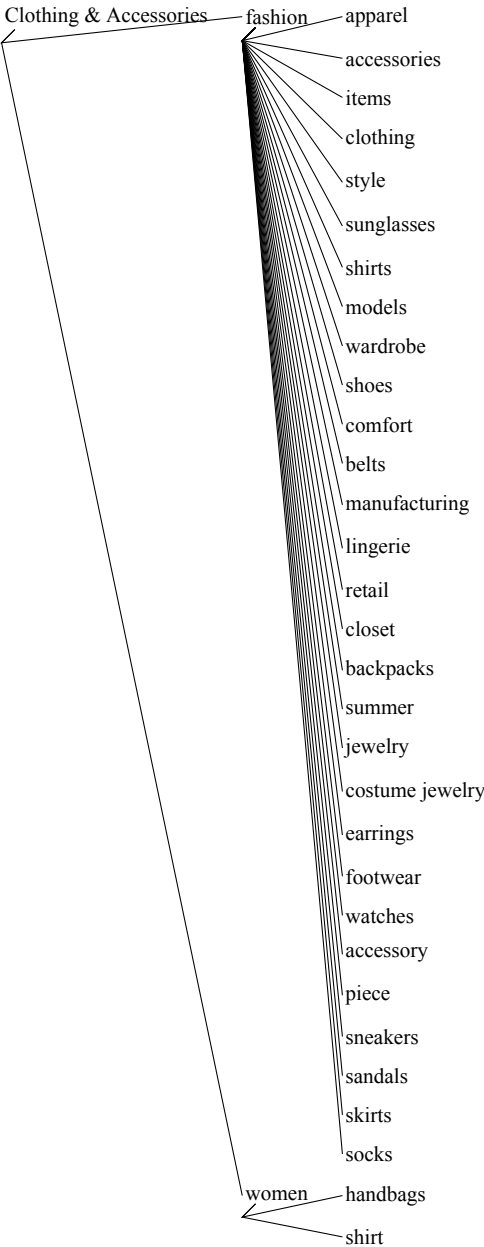 Clothing & Accessories
fashion
apparel
accessories
items
clothing
style
sunglasses
shirts
models
wardrobe
shoes
comfort
belts
manufacturing
lingerie
retail
closet
backpacks
summer
jewelry
costume jewelry
earrings
footwear
watches
accessory
piece
sneakers
sandals
skirts
socks
women
handbags
shirt